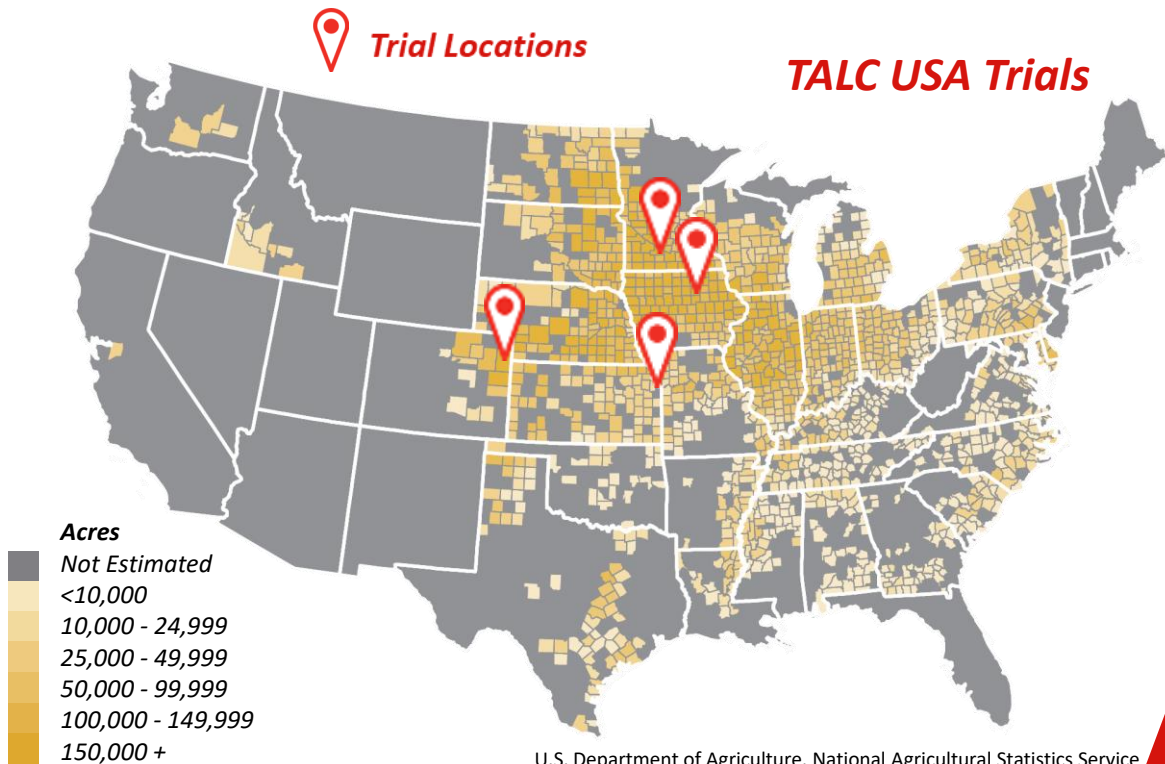 Trial Locations
TALC USA Trials
Acres
Not Estimated
<10,000
10,000 - 24,999
25,000 - 49,999
50,000 - 99,999
100,000 - 149,999
150,000 +
U.S. Department of Agriculture, National Agricultural Statistics Service